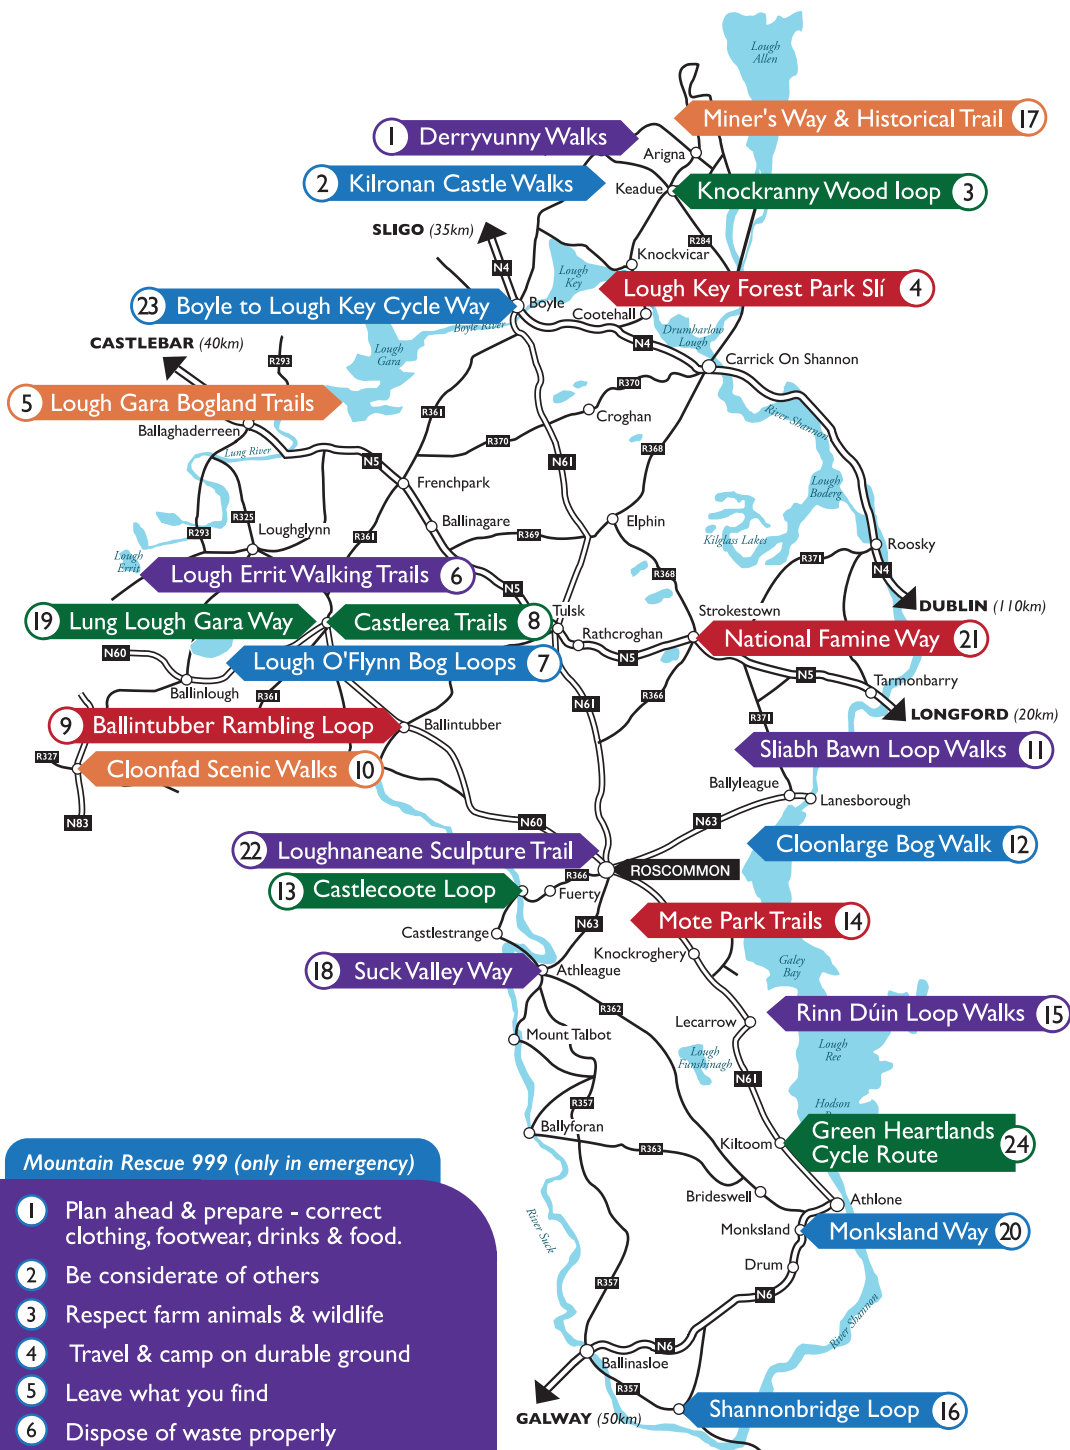 Lough
Allen
Miner's Way & Historical Trail 17
1 Derryvunny Walks
Arigna
2 Kilronan Castle Walks
Keadue
Knockranny Wood loop 3
SLIGO (35km)
R284
Knockvicar
N4
Lough
Key
Lough Key Forest Park Slí 4
23 Boyle to Lough Key Cycle Way
Boyle
Cootehall
Boyle River
Drumharlow
Lough
CASTLEBAR (40km)
N4
Lough
Gara
R293
Carrick On Shannon
R370
5 Lough Gara Bogland Trails
R361
Croghan
River Shannon
Ballaghaderreen
R370
R368
Lung River
N5
N61
Lough
Boderg
Frenchpark
R325
Loughglynn
Ballinagare
Elphin
R293
R361
R369
Kilglass Lakes
Roosky
Lough
Errit
R371
Lough Errit Walking Trails 6
R368
N4
N5
DUBLIN (110km)
19 Lung Lough Gara Way
Castlerea Trails 8
Tulsk
Strokestown
Rathcroghan
National Famine Way 21
N60
Lough O'Flynn Bog Loops 7
N5
N5
Ballinlough
R361
R366
Tarmonbarry
N61
LONGFORD (20km)
9 Ballintubber Rambling Loop
Ballintubber
R371
R327
Sliabh Bawn Loop Walks 11
Cloonfad Scenic Walks 10
Ballyleague
Lanesborough
N83
N60
N63
22 Loughnaneane Sculpture Trail
Cloonlarge Bog Walk 12
ROSCOMMON
R366
13 Castlecoote Loop
Fuerty
Mote Park Trails 14
N63
Castlestrange
Knockroghery
Galey
Bay
18 Suck Valley Way
Athleague
R362
Lecarrow
Rinn Dúin Loop Walks 15
Mount Talbot
Lough
Ree
Lough
Funshinagh
N61
R357
Hodson
Ballyforan
Kiltoom
Green Heartlands
Cycle Route 24
R363
Brideswell
Athlone
Monksland
Monksland Way 20
River Suck
Drum
R357
N6
River Shannon
N6
Ballinasloe
R357
GALWAY (50km)
Shannonbridge Loop 16
Mountain Rescue 999 (only in emergency)
1 Plan ahead & prepare - correct
clothing, footwear, drinks & food.
2 Be considerate of others
3 Respect farm animals & wildlife
4 Travel & camp on durable ground
5 Leave what you find
6 Dispose of waste properly